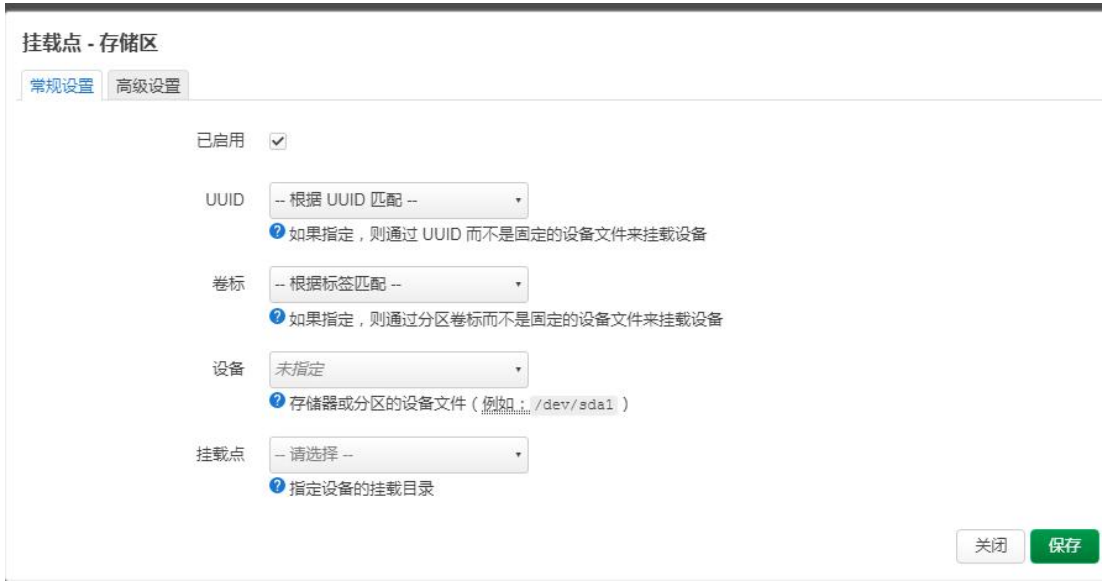 挂载点 - 存储区
常规设置 高级设置
已启用
UUID -- 根据 UUID 匹配 --
如果指定，则通过 UUID 而不是固定的设备文件来挂载设备
卷标 -- 根据标签匹配 --
如果指定，则通过分区卷标而不是固定的设备文件来挂载设备
设备 未指定
存储器或分区的设备文件（例如： /dev/sda1 ）
挂载点 -- 请选择 --
指定设备的挂载目录
关闭 保存